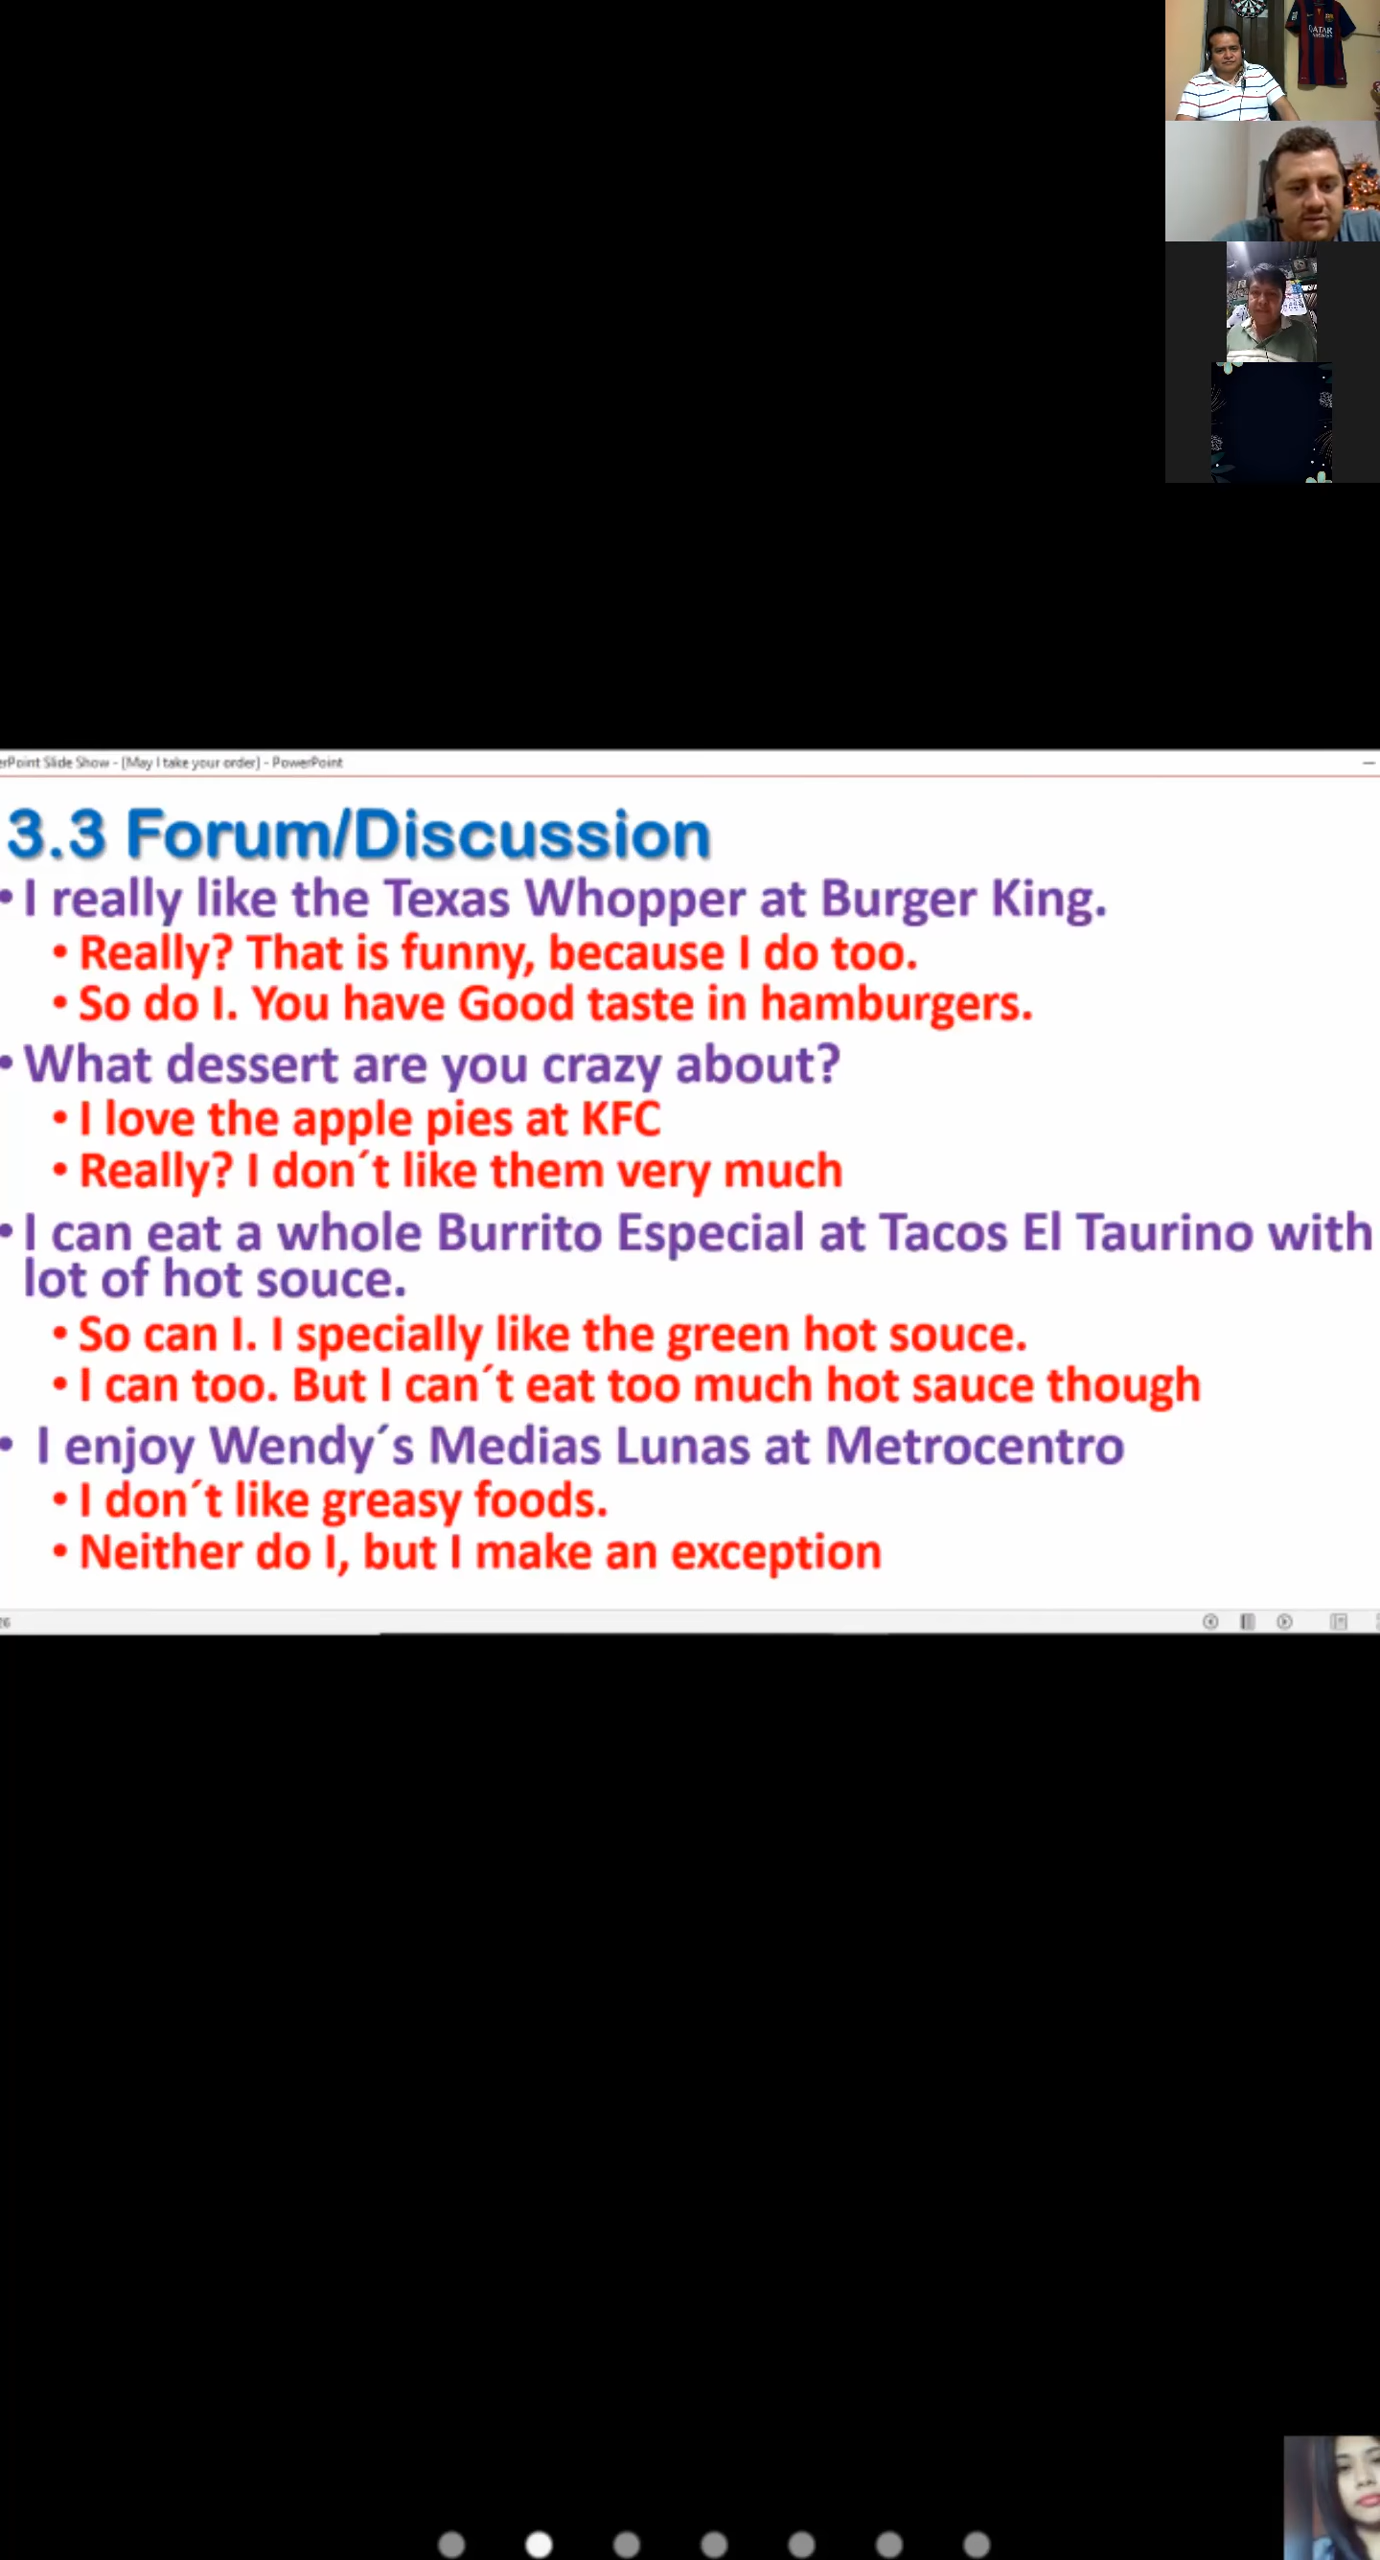 QATAR
erPoint Slide Show - [May I take your order] - PowerPoint
3.3 Forum/Discussion
• I really like the Texas Whopper at Burger King.
• Really? That is funny, because I do too.
• So do I. You have Good taste in hamburgers.
• What dessert are you crazy about?
• I love the apple pies at KFC
• Really? I don´t like them very much
• I can eat a whole Burrito Especial at Tacos El Taurino with
lot of hot souce.
• So can I. I specially like the green hot souce.
• I can too. But I can´t eat too much hot sauce though
• I enjoy Wendy´s Medias Lunas at Metrocentro
• I don´t like greasy foods.
• Neither do I, but I make an exception
26